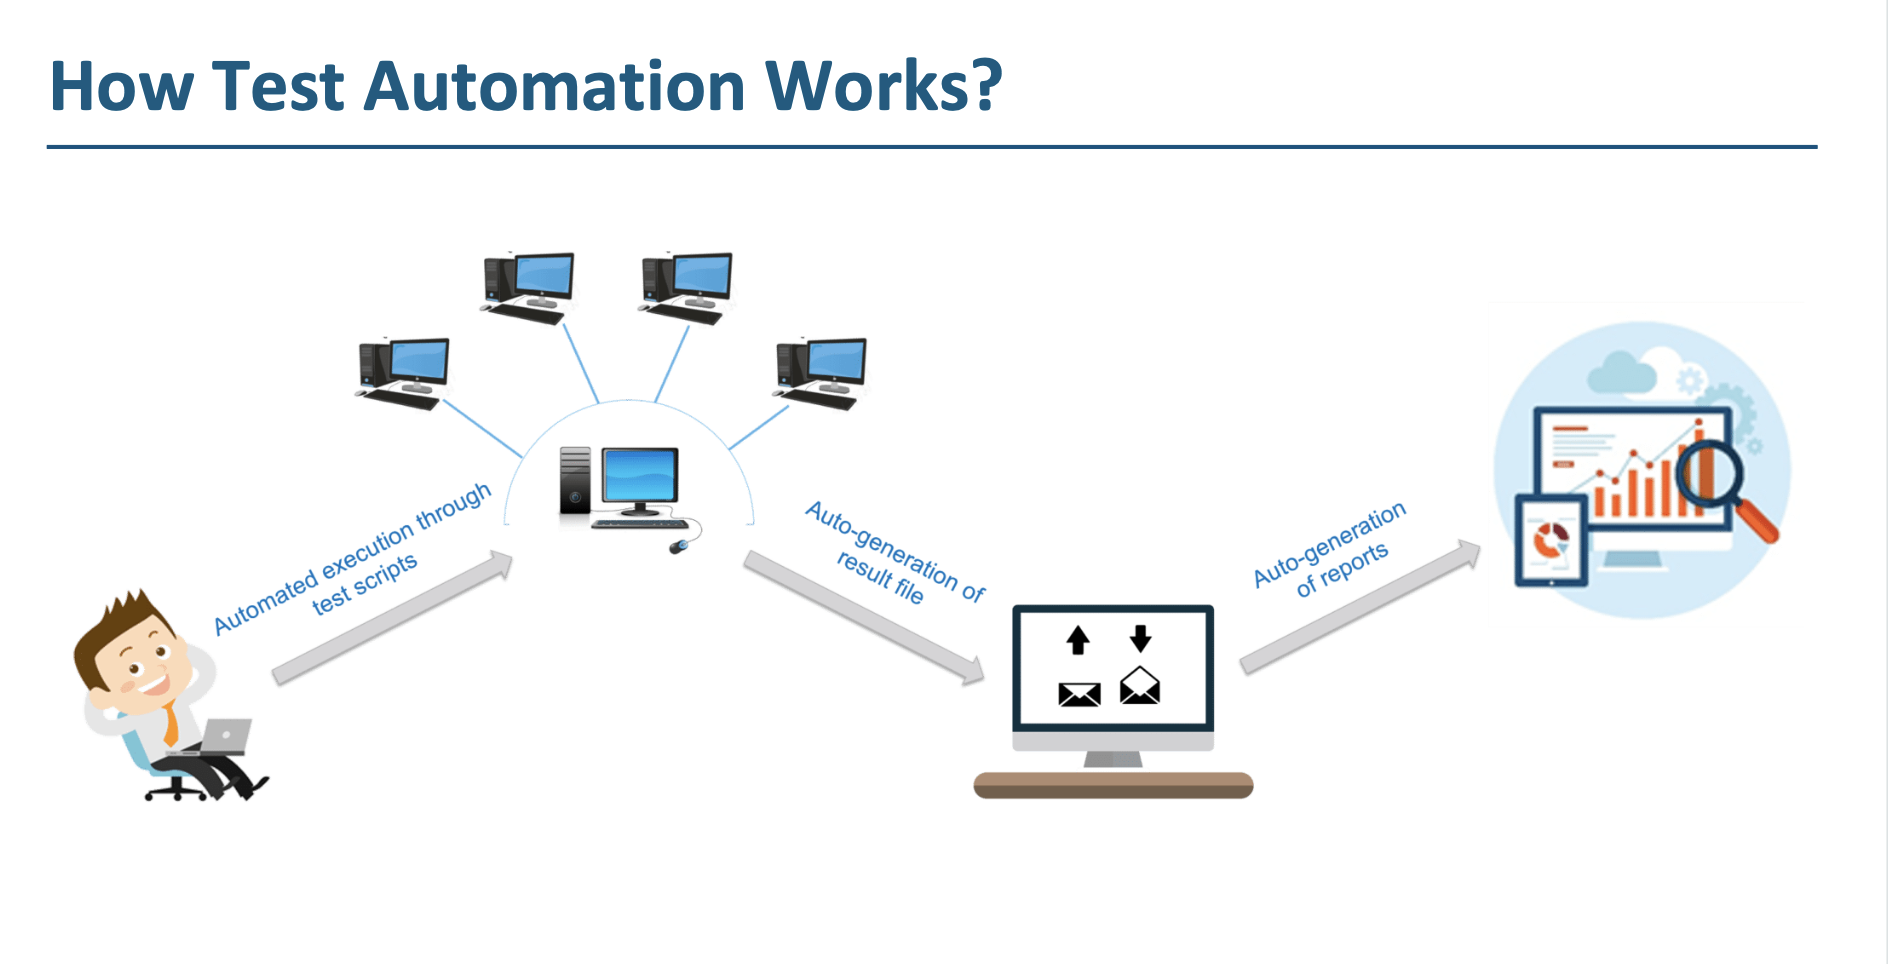 How Test Automation Works?
Automated execution through
test scripts
Auto-generation of
result file
Auto-generation
of reports